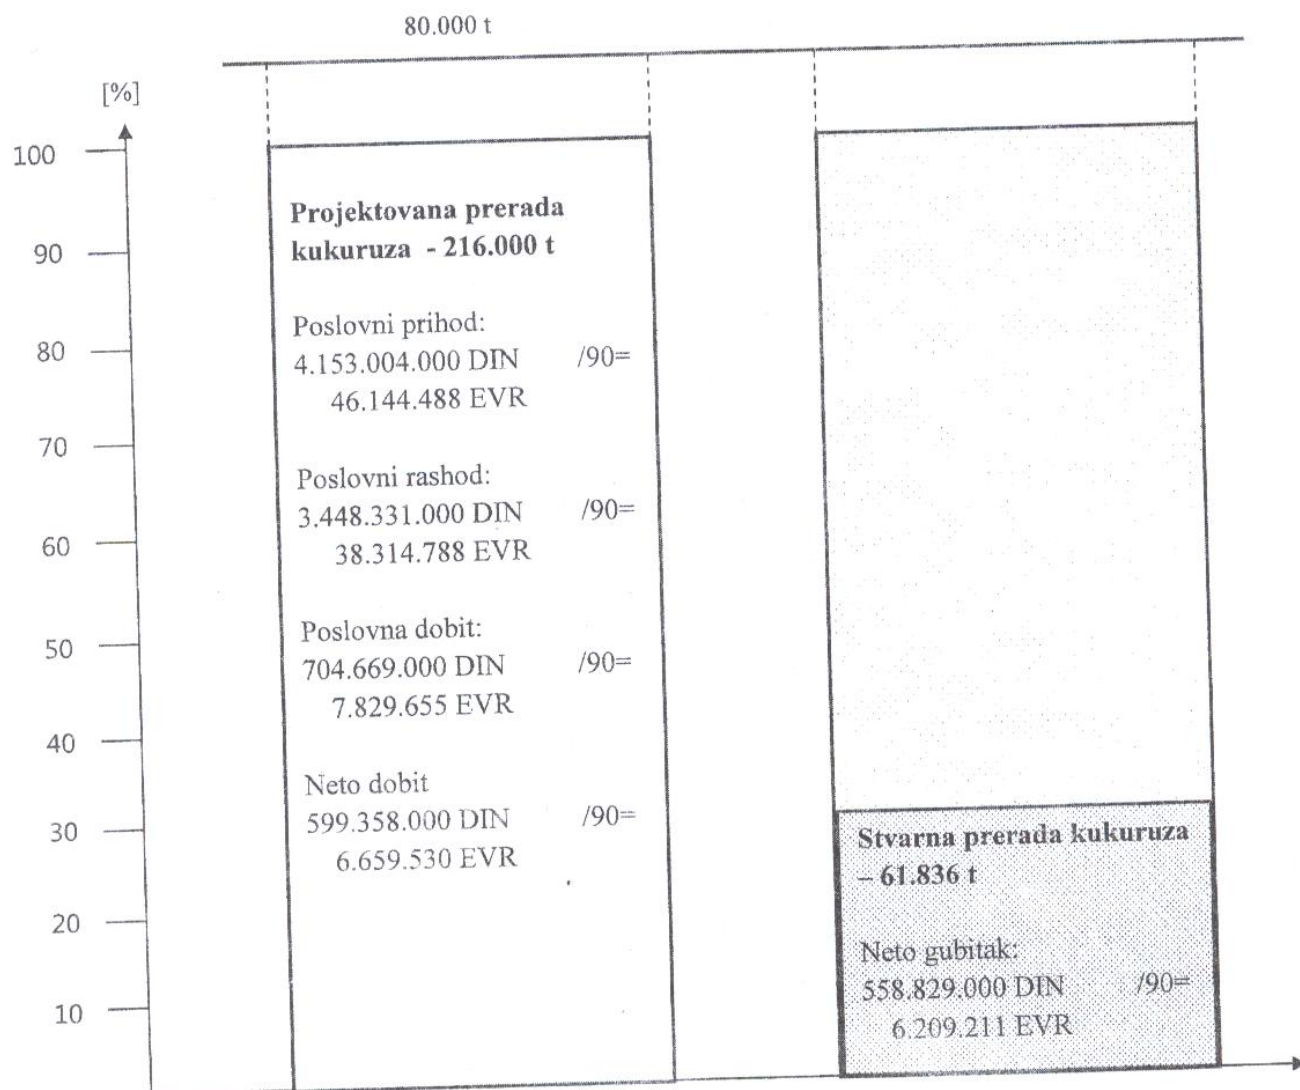 80.000 t
[%]
100
90
80
70
60
50
40
30
20
10
Projektovana prerada
kukuruza - 216.000 t
Poslovni prihod:
4.153.004.000 DIN /90=
46.144.488 EVR
Poslovni rashod:
3.448.331.000 DIN /90=
38.314.788 EVR
Poslovna dobit:
704.669.000 DIN /90=
7.829.655 EVR
Neto dobit
599.358.000 DIN /90=
6.659.530 EVR
Stvarna prerada kukuruza
– 61.836 t
Neto gubitak:
558.829.000 DIN /90=
6.209.211 EVR